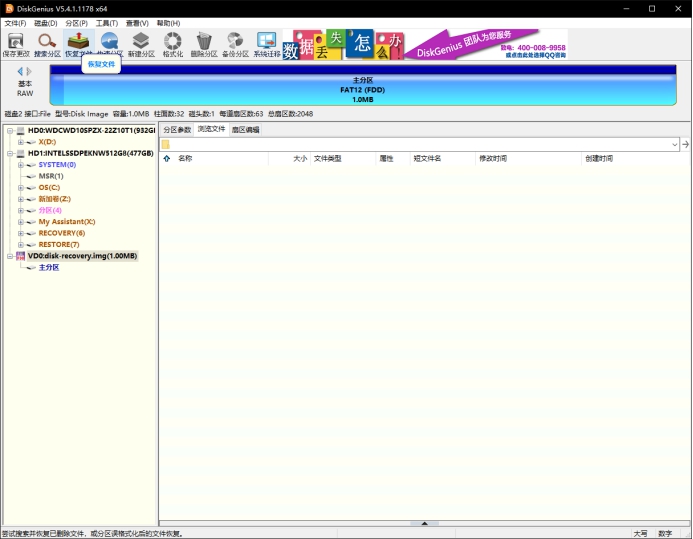 DiskGenius V5.4.1.1178 x64
文件(F) 磁盘(D) 分区(P) 工具(T) 查看(V) 帮助(H)
保存更改 搜索分区 恢复文件 快速分区 新建分区 格式化 删除分区 备份分区 系统迁移
数据丢失怎么办!
DiskGenius 团队为您服务
致电: 400-008-9958
或点击此处选择QQ咨询
恢复文件
基本
RAW
主分区
FAT12 (FDD)
1.0MB
磁盘2 接口:File 型号:Disk Image 容量:1.0MB 柱面数:32 磁头数:1 每道扇区数:63 总扇区数:2048
HD0:WDCWD10SPZX-22Z10T1(932GI
X(D:)
HD1:INTELSSDPEKNW512G8(477GB)
SYSTEM(0)
MSR(1)
OS(C:)
新加卷(Z:)
分区(4)
My Assistant(X:)
RECOVERY(6)
RESTORE(7)
VD0:disk-recovery.img(1.00MB)
主分区
分区参数 浏览文件 扇区编辑
名称 大小 文件类型 属性 短文件名 修改时间 创建时间
尝试搜索并恢复已删除文件，或分区误格式化后的文件恢复。
大写 数字